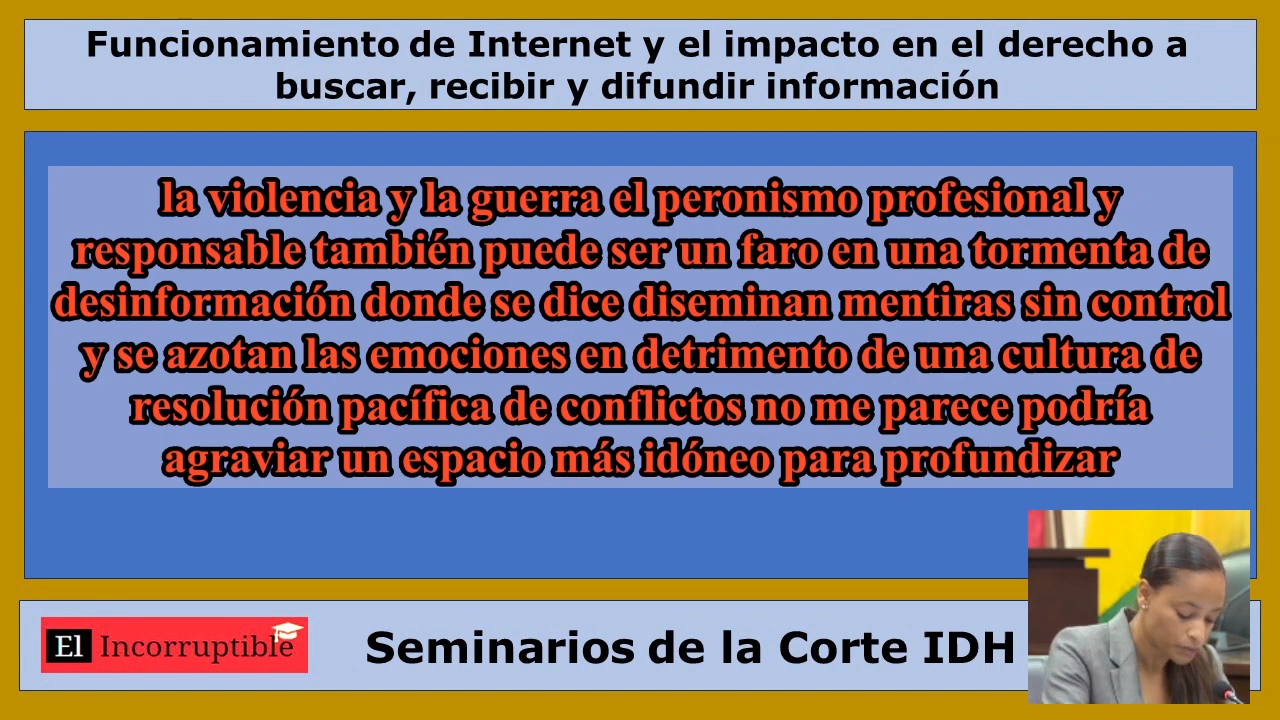 Funcionamiento de Internet y el impacto en el derecho a
buscar, recibir y difundir información
la violencia y la guerra el peronismo profesional y
responsable también puede ser un faro en una tormenta de
desinformación donde se dice diseminan mentiras sin control
y se azotan las emociones en detrimento de una cultura de
resolución pacífica de conflictos no me parece podría
agraviar un espacio más idóneo para profundizar
El Incorruptible
Seminarios de la Corte IDH